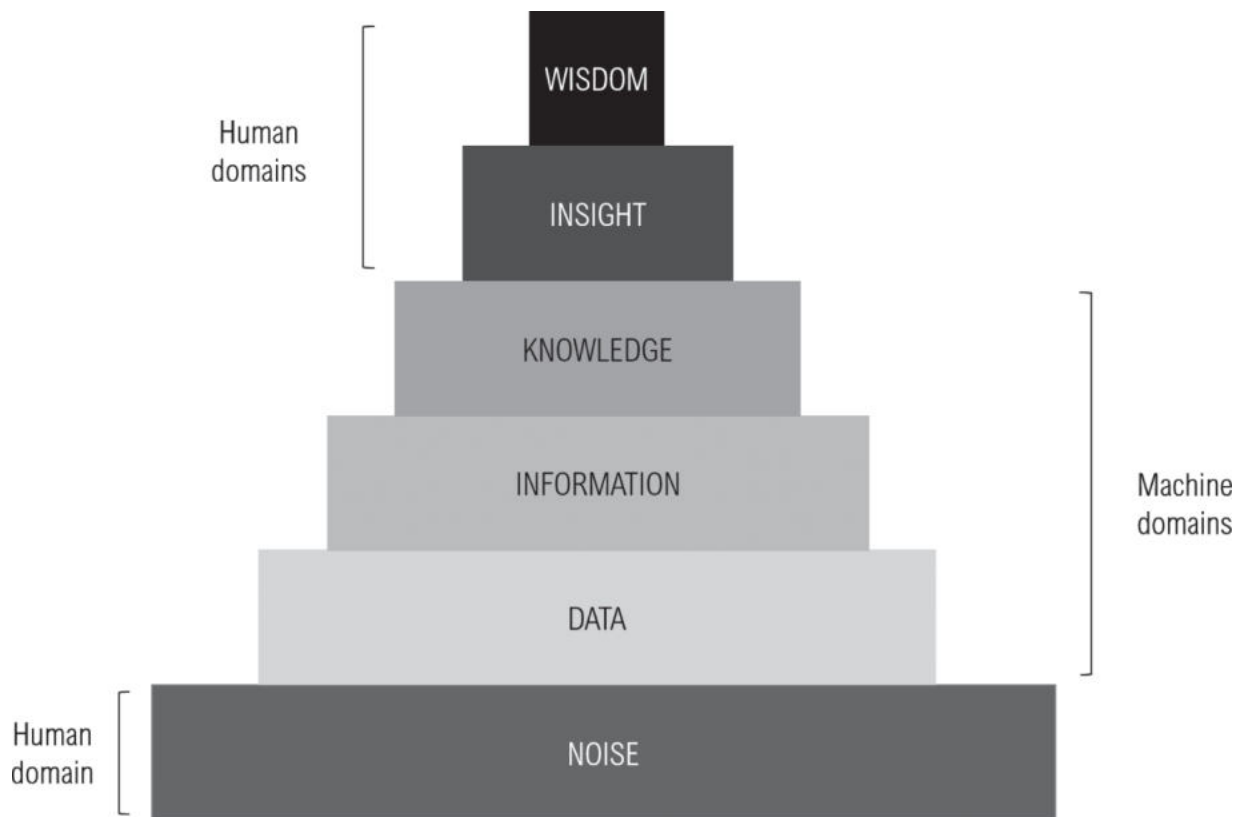 WISDOM
Human
domains
INSIGHT
KNOWLEDGE
INFORMATION
Machine
domains
DATA
Human
domain
NOISE